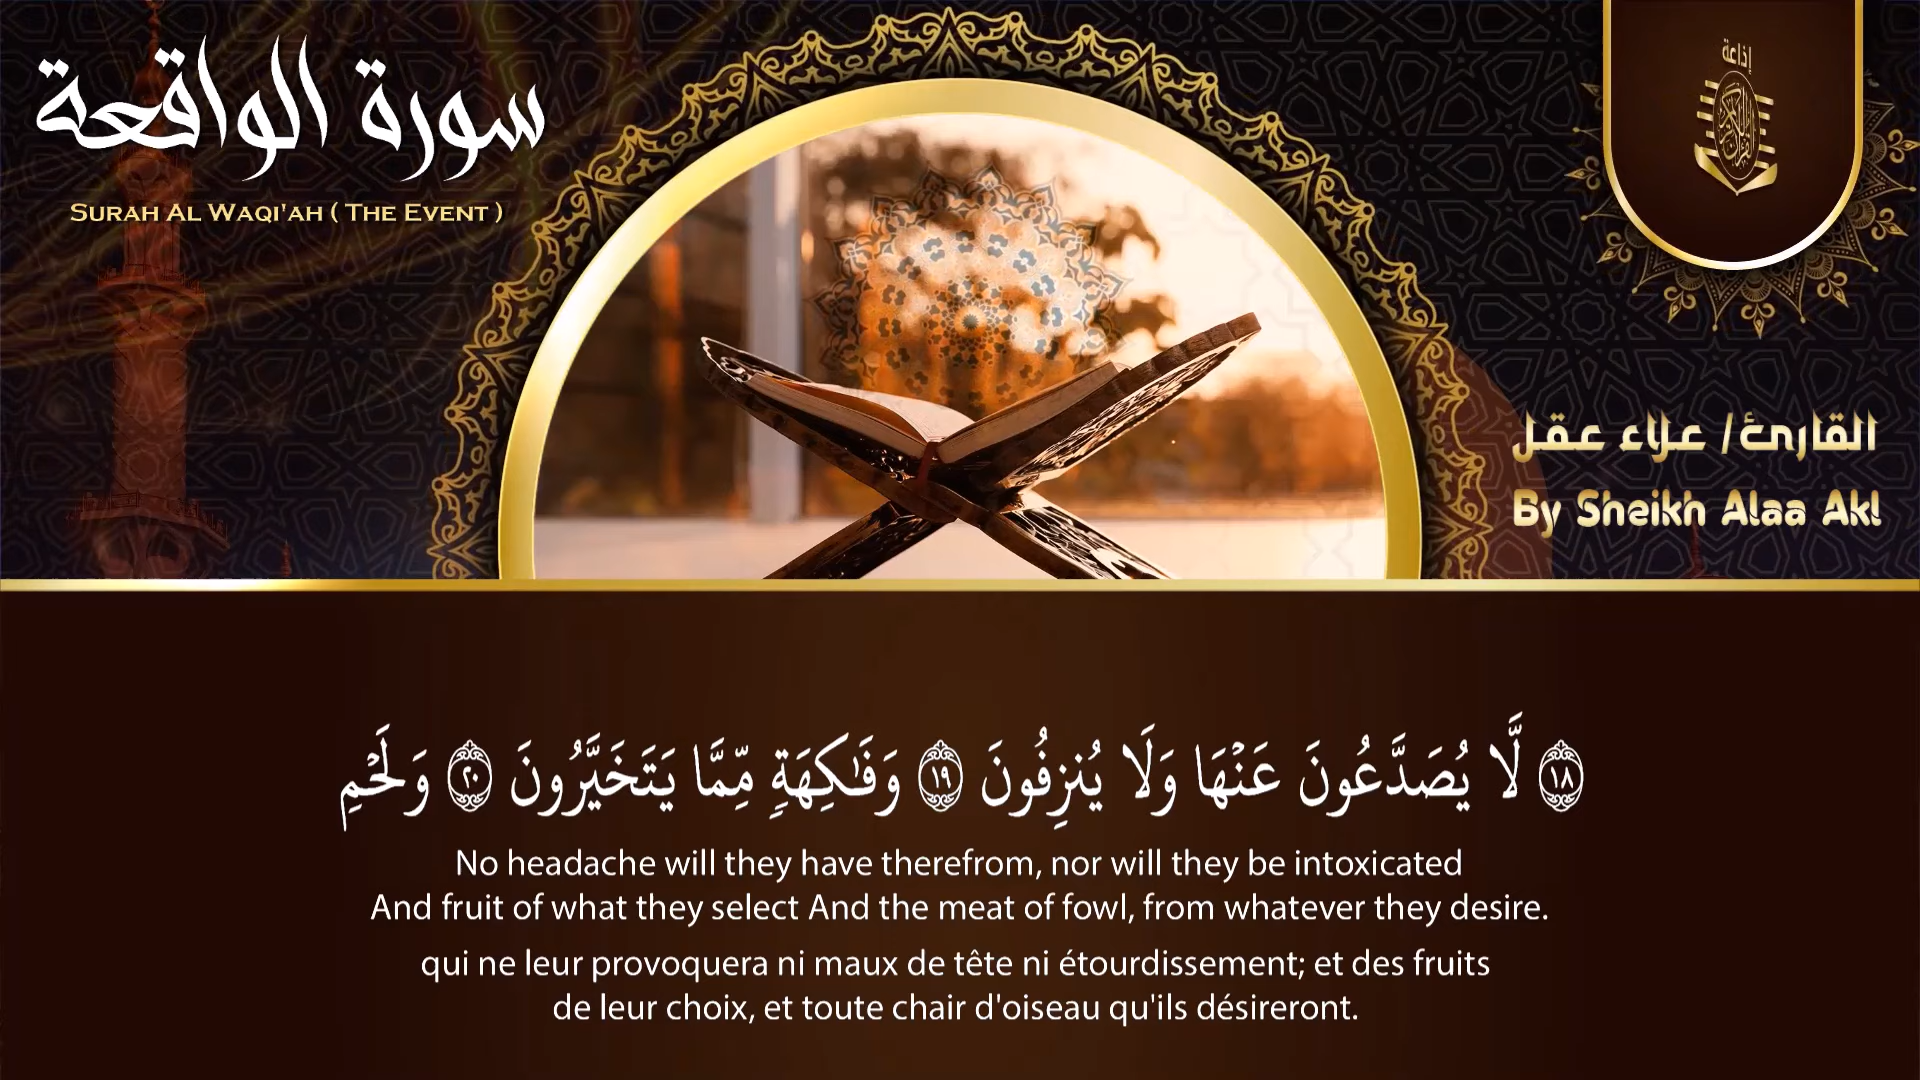 سورة الواقعة
SURAH AL WAQI'AH ( THE EVENT )
إذاعة
القرآن الكريم
القارئ / علاء عقل
By Sheikh Alaa Akl
۝١٨ لَّا يُصَدَّعُونَ عَنْهَا وَلَا يُنزِفُونَ ۝١٩ وَفَـٰكِهَةٍ مِّمَّا يَتَخَيَّرُونَ ۝٢٠ وَلَحْمِ
No headache will they have therefrom, nor will they be intoxicated
And fruit of what they select And the meat of fowl, from whatever they desire.
qui ne leur provoquera ni maux de tête ni étourdissement; et des fruits
de leur choix, et toute chair d'oiseau qu'ils désireront.